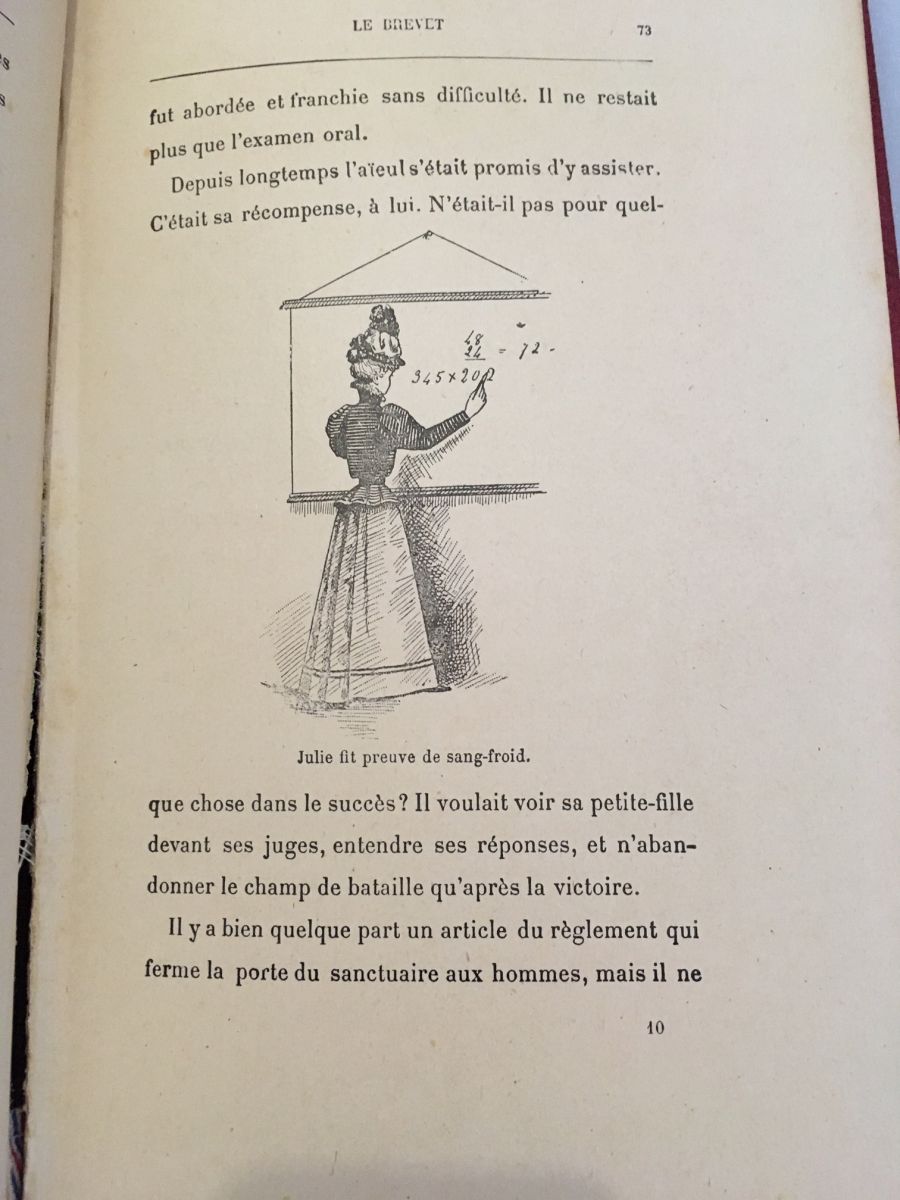 LE BREVET 73
fut abordée et franchie sans difficulté. Il ne restait
plus que l'examen oral.
Depuis longtemps l'aïeul s'était promis d'y assister.
C'était sa récompense, à lui. N'était-il pas pour quel-
48
24 = 72 -
345 × 202
Julie fit preuve de sang-froid.
que chose dans le succès? Il voulait voir sa petite-fille
devant ses juges, entendre ses réponses, et n'aban-
donner le champ de bataille qu'après la victoire.
Il y a bien quelque part un article du règlement qui
ferme la porte du sanctuaire aux hommes, mais il ne
10